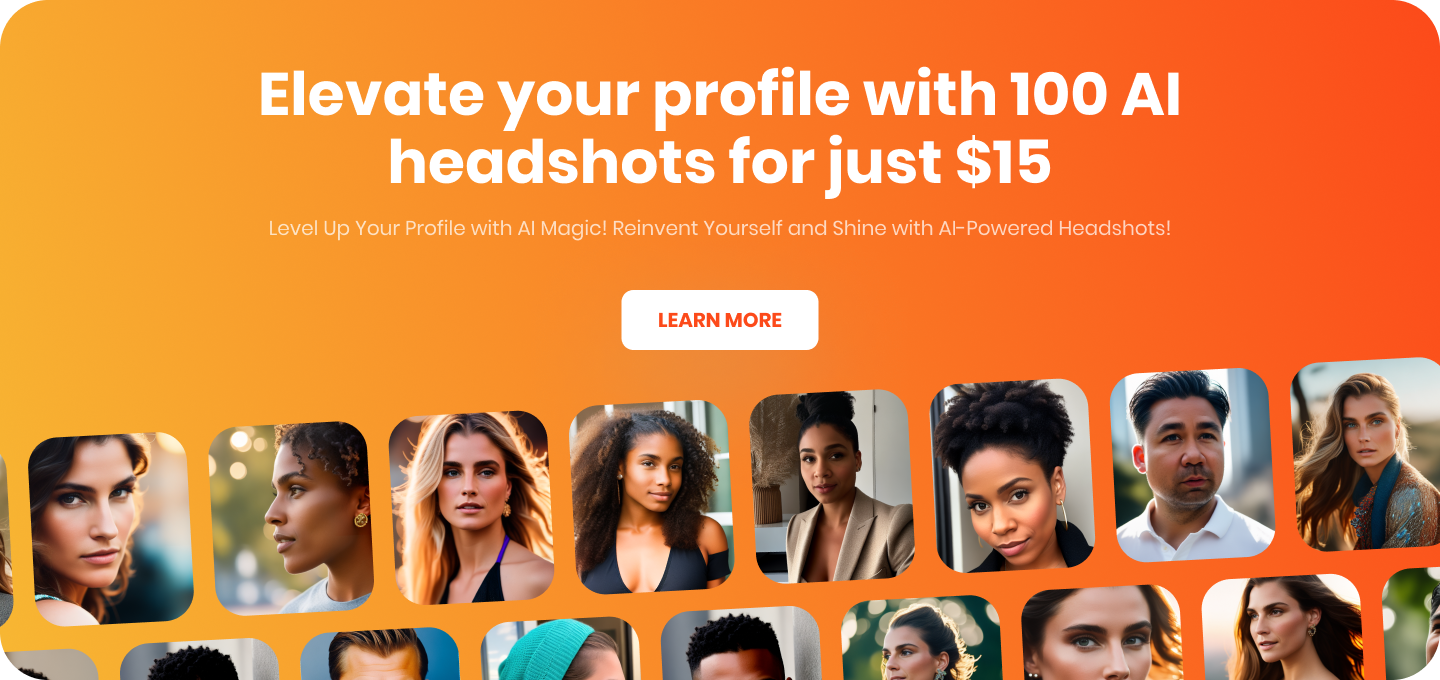 Elevate your profile with 100 AI
headshots for just $15
Level Up Your Profile with AI Magic! Reinvent Yourself and Shine with AI-Powered Headshots!
LEARN MORE